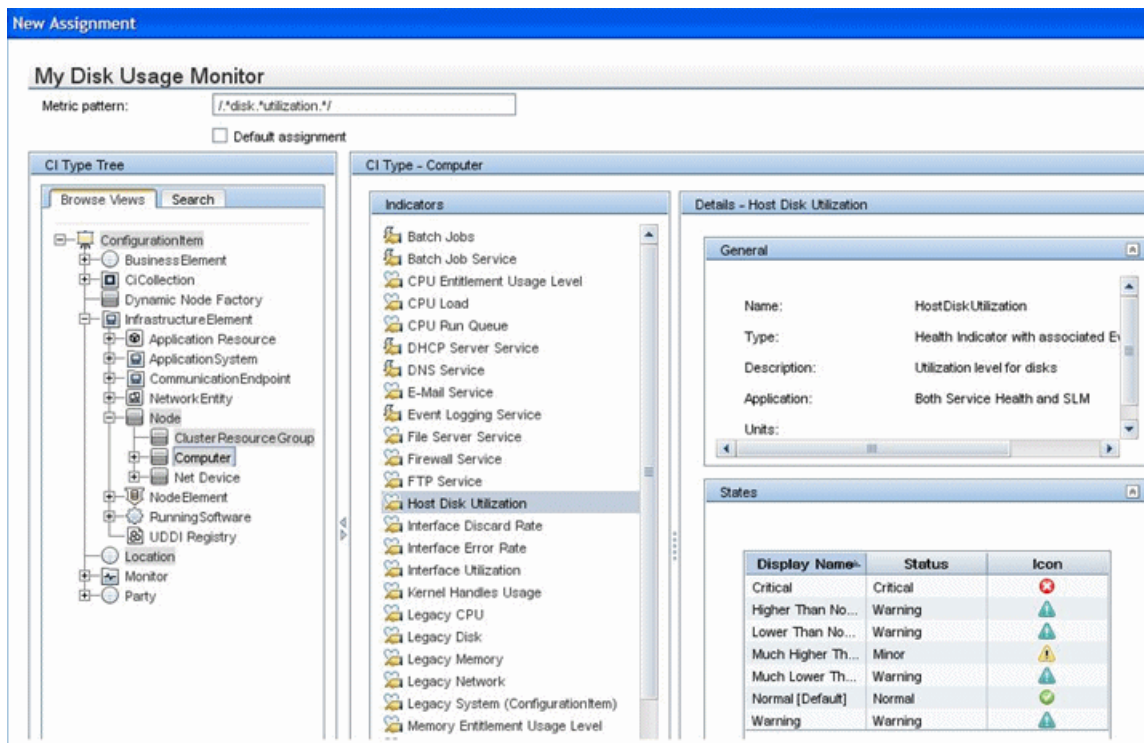 New Assignment
My Disk Usage Monitor
Metric pattern: /.*disk.*utilization.*/
Default assignment
CI Type Tree
Browse Views Search
ConfigurationItem
BusinessElement
CiCollection
Dynamic Node Factory
InfrastructureElement
Application Resource
ApplicationSystem
CommunicationEndpoint
NetworkEntity
Node
ClusterResourceGroup
Computer
Net Device
NodeElement
RunningSoftware
UDDI Registry
Location
Monitor
Party
CI Type - Computer
Indicators
Batch Jobs
Batch Job Service
CPU Entitlement Usage Level
CPU Load
CPU Run Queue
DHCP Server Service
DNS Service
E-Mail Service
Event Logging Service
File Server Service
Firewall Service
FTP Service
Host Disk Utilization
Interface Discard Rate
Interface Error Rate
Interface Utilization
Kernel Handles Usage
Legacy CPU
Legacy Disk
Legacy Memory
Legacy Network
Legacy System (ConfigurationItem)
Memory Entitlement Usage Level
Details - Host Disk Utilization
General
Name: HostDiskUtilization
Type: Health Indicator with associated Ev
Description: Utilization level for disks
Application: Both Service Health and SLM
Units:
States
Display Name Status Icon
Critical Critical
Higher Than No... Warning
Lower Than No... Warning
Much Higher Th... Minor
Much Lower Th... Warning
Normal [Default] Normal
Warning Warning